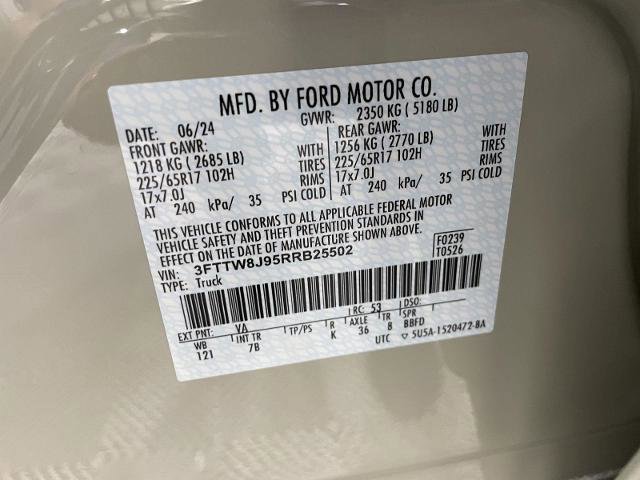 MFD. BY FORD MOTOR CO.
DATE: 06/24 GVWR: 2350 KG ( 5180 LB)
FRONT GAWR: REAR GAWR:
1218 KG ( 2685 LB) WITH 1256 KG ( 2770 LB) WITH
225/65R17 102H TIRES 225/65R17 102H TIRES
17x7.0J RIMS 17x7.0J RIMS
AT 240 kPa/ 35 PSI COLD AT 240 kPa/ 35 PSI COLD
THIS VEHICLE CONFORMS TO ALL APPLICABLE FEDERAL MOTOR
VEHICLE SAFETY AND THEFT PREVENTION STANDARDS IN
EFFECT ON THE DATE OF MANUFACTURE SHOWN ABOVE.
VIN: 3FTTW8J95RRB25502 F0239
TYPE: Truck T0526
EXT PNT: VA RC: 53 DSO:
WB INT TR TP/PS R AXLE TR SPR
121 7B K 36 8 BBFD
UTC ▽ 5U5A-1520472-BA